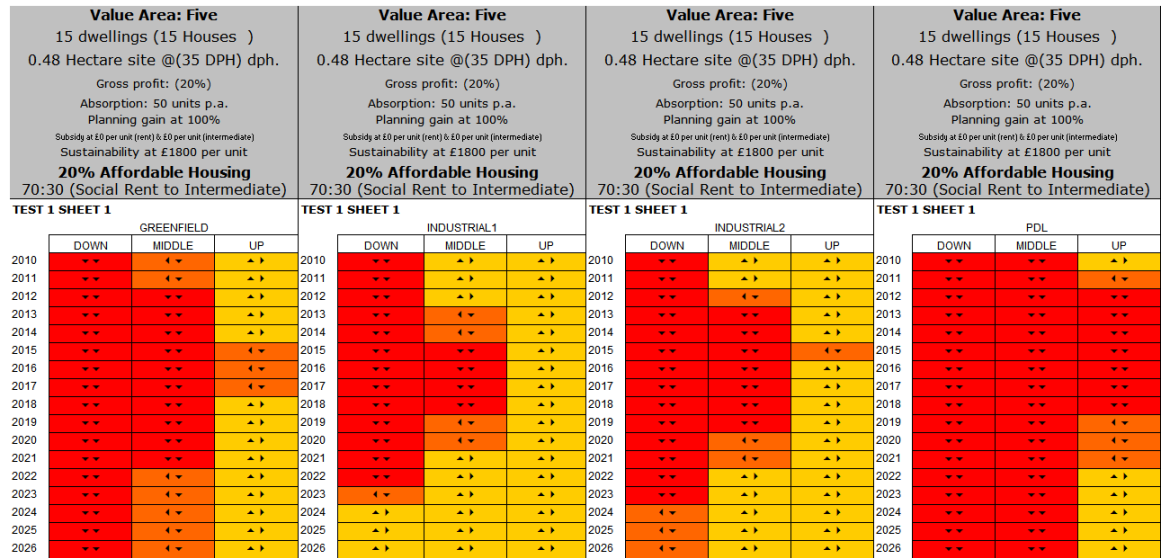 Value Area: Five
15 dwellings (15 Houses )
0.48 Hectare site @(35 DPH) dph.
Gross profit: (20%)
Absorption: 50 units p.a.
Planning gain at 100%
Subsidy at £0 per unit (rent) & £0 per unit (intermediate)
Sustainability at £1800 per unit
20% Affordable Housing
70:30 (Social Rent to Intermediate)
TEST 1 SHEET 1
GREENFIELD
DOWN MIDDLE UP
2010
2011
2012
2013
2014
2015
2016
2017
2018
2019
2020
2021
2022
2023
2024
2025
2026
Value Area: Five
15 dwellings (15 Houses )
0.48 Hectare site @(35 DPH) dph.
Gross profit: (20%)
Absorption: 50 units p.a.
Planning gain at 100%
Subsidy at £0 per unit (rent) & £0 per unit (intermediate)
Sustainability at £1800 per unit
20% Affordable Housing
70:30 (Social Rent to Intermediate)
TEST 1 SHEET 1
INDUSTRIAL1
DOWN MIDDLE UP
2010
2011
2012
2013
2014
2015
2016
2017
2018
2019
2020
2021
2022
2023
2024
2025
2026
Value Area: Five
15 dwellings (15 Houses )
0.48 Hectare site @(35 DPH) dph.
Gross profit: (20%)
Absorption: 50 units p.a.
Planning gain at 100%
Subsidy at £0 per unit (rent) & £0 per unit (intermediate)
Sustainability at £1800 per unit
20% Affordable Housing
70:30 (Social Rent to Intermediate)
TEST 1 SHEET 1
INDUSTRIAL2
DOWN MIDDLE UP
2010
2011
2012
2013
2014
2015
2016
2017
2018
2019
2020
2021
2022
2023
2024
2025
2026
Value Area: Five
15 dwellings (15 Houses )
0.48 Hectare site @(35 DPH) dph.
Gross profit: (20%)
Absorption: 50 units p.a.
Planning gain at 100%
Subsidy at £0 per unit (rent) & £0 per unit (intermediate)
Sustainability at £1800 per unit
20% Affordable Housing
70:30 (Social Rent to Intermediate)
TEST 1 SHEET 1
PDL
DOWN MIDDLE UP
2010
2011
2012
2013
2014
2015
2016
2017
2018
2019
2020
2021
2022
2023
2024
2025
2026